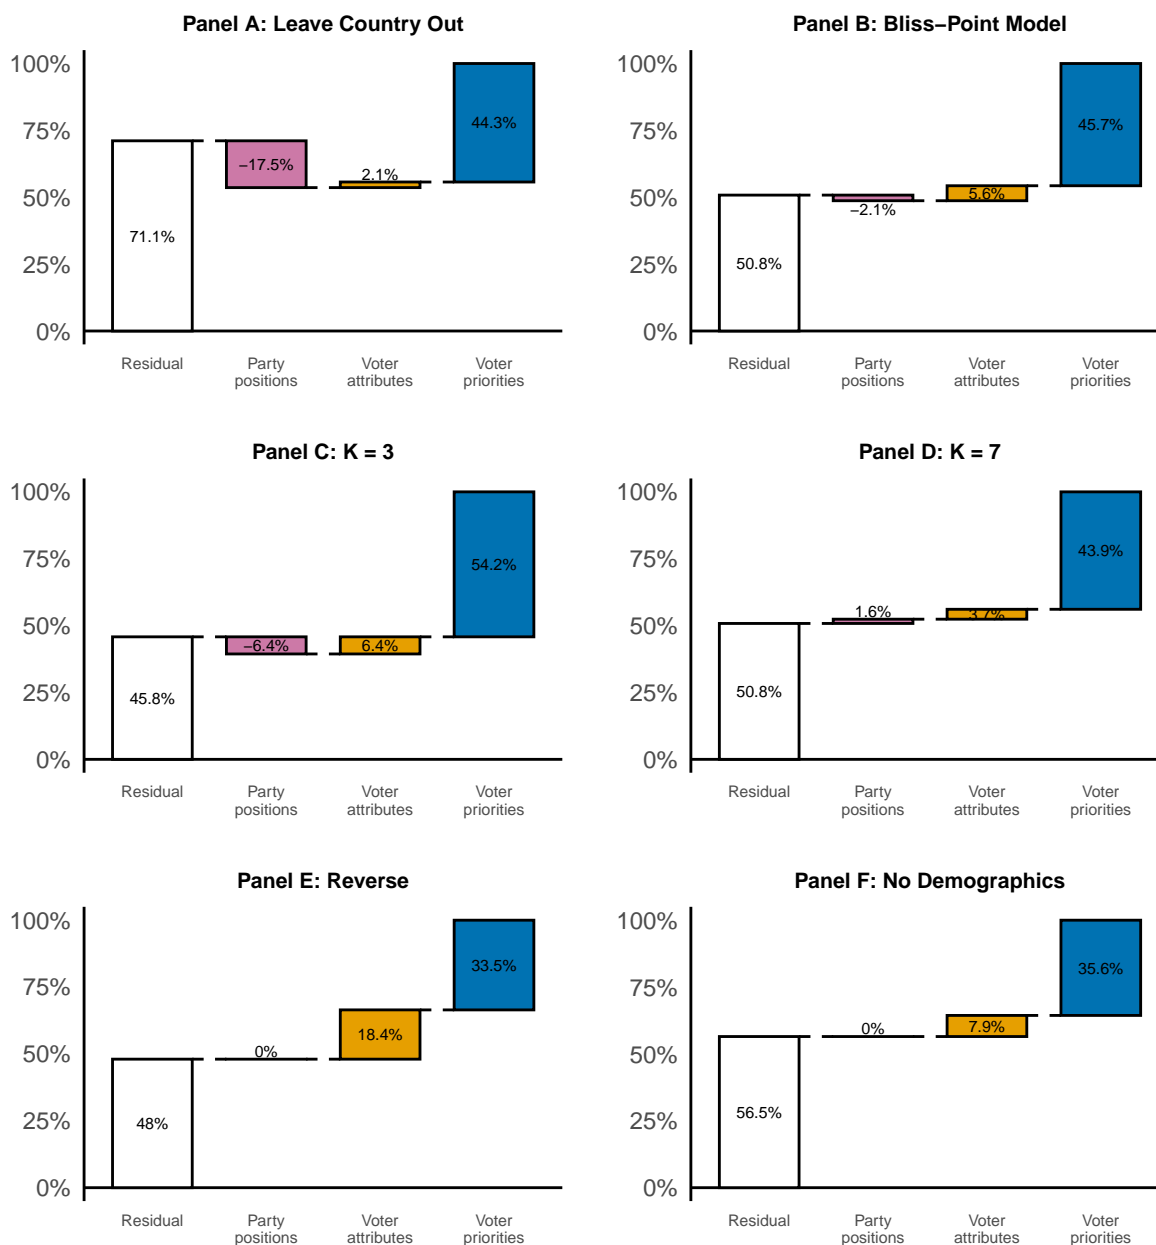 Panel A: Leave Country Out
100%
75%
50%
25%
0%
71.1%
−17.5%
2.1%
44.3%
Residual
Party
positions
Voter
attributes
Voter
priorities
Panel B: Bliss−Point Model
100%
75%
50%
25%
0%
50.8%
−2.1%
5.6%
45.7%
Residual
Party
positions
Voter
attributes
Voter
priorities
Panel C: K = 3
100%
75%
50%
25%
0%
45.8%
−6.4%
6.4%
54.2%
Residual
Party
positions
Voter
attributes
Voter
priorities
Panel D: K = 7
100%
75%
50%
25%
0%
50.8%
1.6%
3.7%
43.9%
Residual
Party
positions
Voter
attributes
Voter
priorities
Panel E: Reverse
100%
75%
50%
25%
0%
48%
0%
18.4%
33.5%
Residual
Party
positions
Voter
attributes
Voter
priorities
Panel F: No Demographics
100%
75%
50%
25%
0%
56.5%
0%
7.9%
35.6%
Residual
Party
positions
Voter
attributes
Voter
priorities